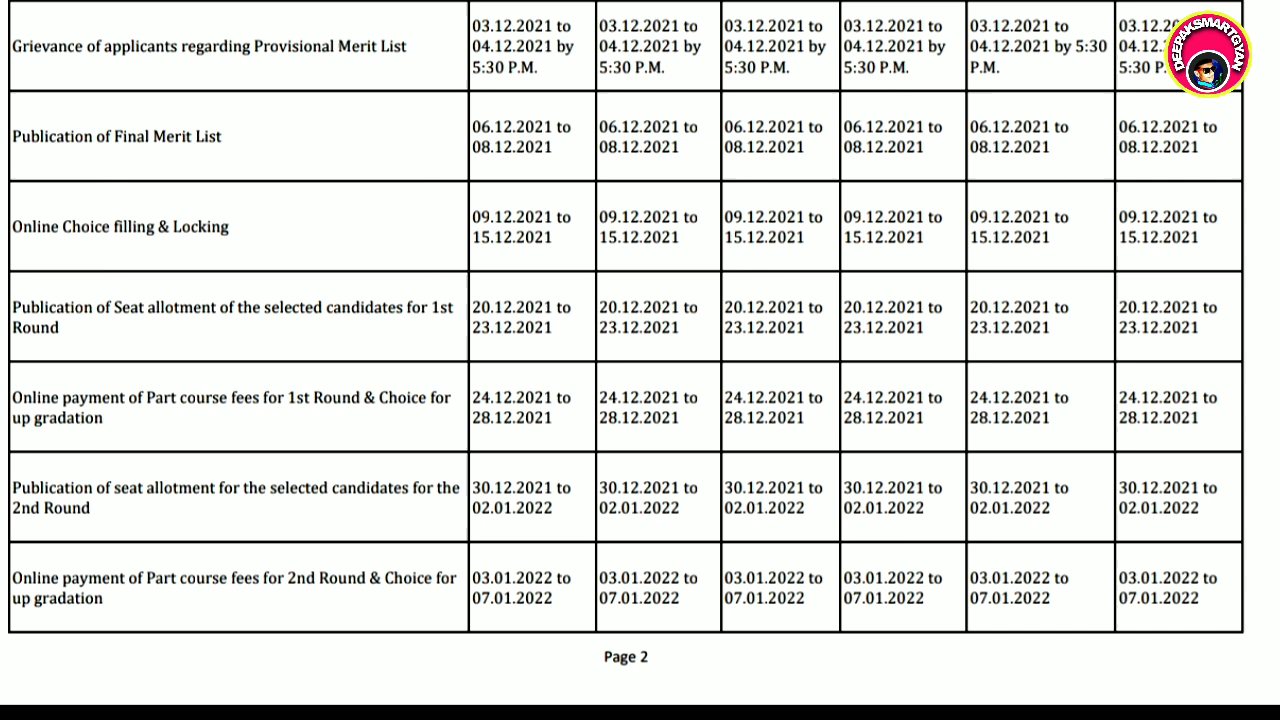 Grievance of applicants regarding Provisional Merit List
03.12.2021 to
04.12.2021 by
5:30 P.M.
03.12.2021 to
04.12.2021 by
5:30 P.M.
03.12.2021 to
04.12.2021 by
5:30 P.M.
03.12.2021 to
04.12.2021 by
5:30 P.M.
03.12.2021 to
04.12.2021 by 5:30
P.M.
5:30
DEEPAKSMARTGYAN
Publication of Final Merit List
06.12.2021 to
08.12.2021
06.12.2021 to
08.12.2021
06.12.2021 to
08.12.2021
06.12.2021 to
08.12.2021
06.12.2021 to
08.12.2021
06.12.2021 to
08.12.2021
Online Choice filling & Locking
09.12.2021 to
15.12.2021
09.12.2021 to
15.12.2021
09.12.2021 to
15.12.2021
09.12.2021 to
15.12.2021
09.12.2021 to
15.12.2021
09.12.2021 to
15.12.2021
Publication of Seat allotment of the selected candidates for 1st
Round
20.12.2021 to
23.12.2021
20.12.2021 to
23.12.2021
20.12.2021 to
23.12.2021
20.12.2021 to
23.12.2021
20.12.2021 to
23.12.2021
20.12.2021 to
23.12.2021
Online payment of Part course fees for 1st Round & Choice for
up gradation
24.12.2021 to
28.12.2021
24.12.2021 to
28.12.2021
24.12.2021 to
28.12.2021
24.12.2021 to
28.12.2021
24.12.2021 to
28.12.2021
24.12.2021 to
28.12.2021
Publication of seat allotment for the selected candidates for the
2nd Round
30.12.2021 to
02.01.2022
30.12.2021 to
02.01.2022
30.12.2021 to
02.01.2022
30.12.2021 to
02.01.2022
30.12.2021 to
02.01.2022
30.12.2021 to
02.01.2022
Online payment of Part course fees for 2nd Round & Choice for
up gradation
03.01.2022 to
07.01.2022
03.01.2022 to
07.01.2022
03.01.2022 to
07.01.2022
03.01.2022 to
07.01.2022
03.01.2022 to
07.01.2022
03.01.2022 to
07.01.2022
Page 2